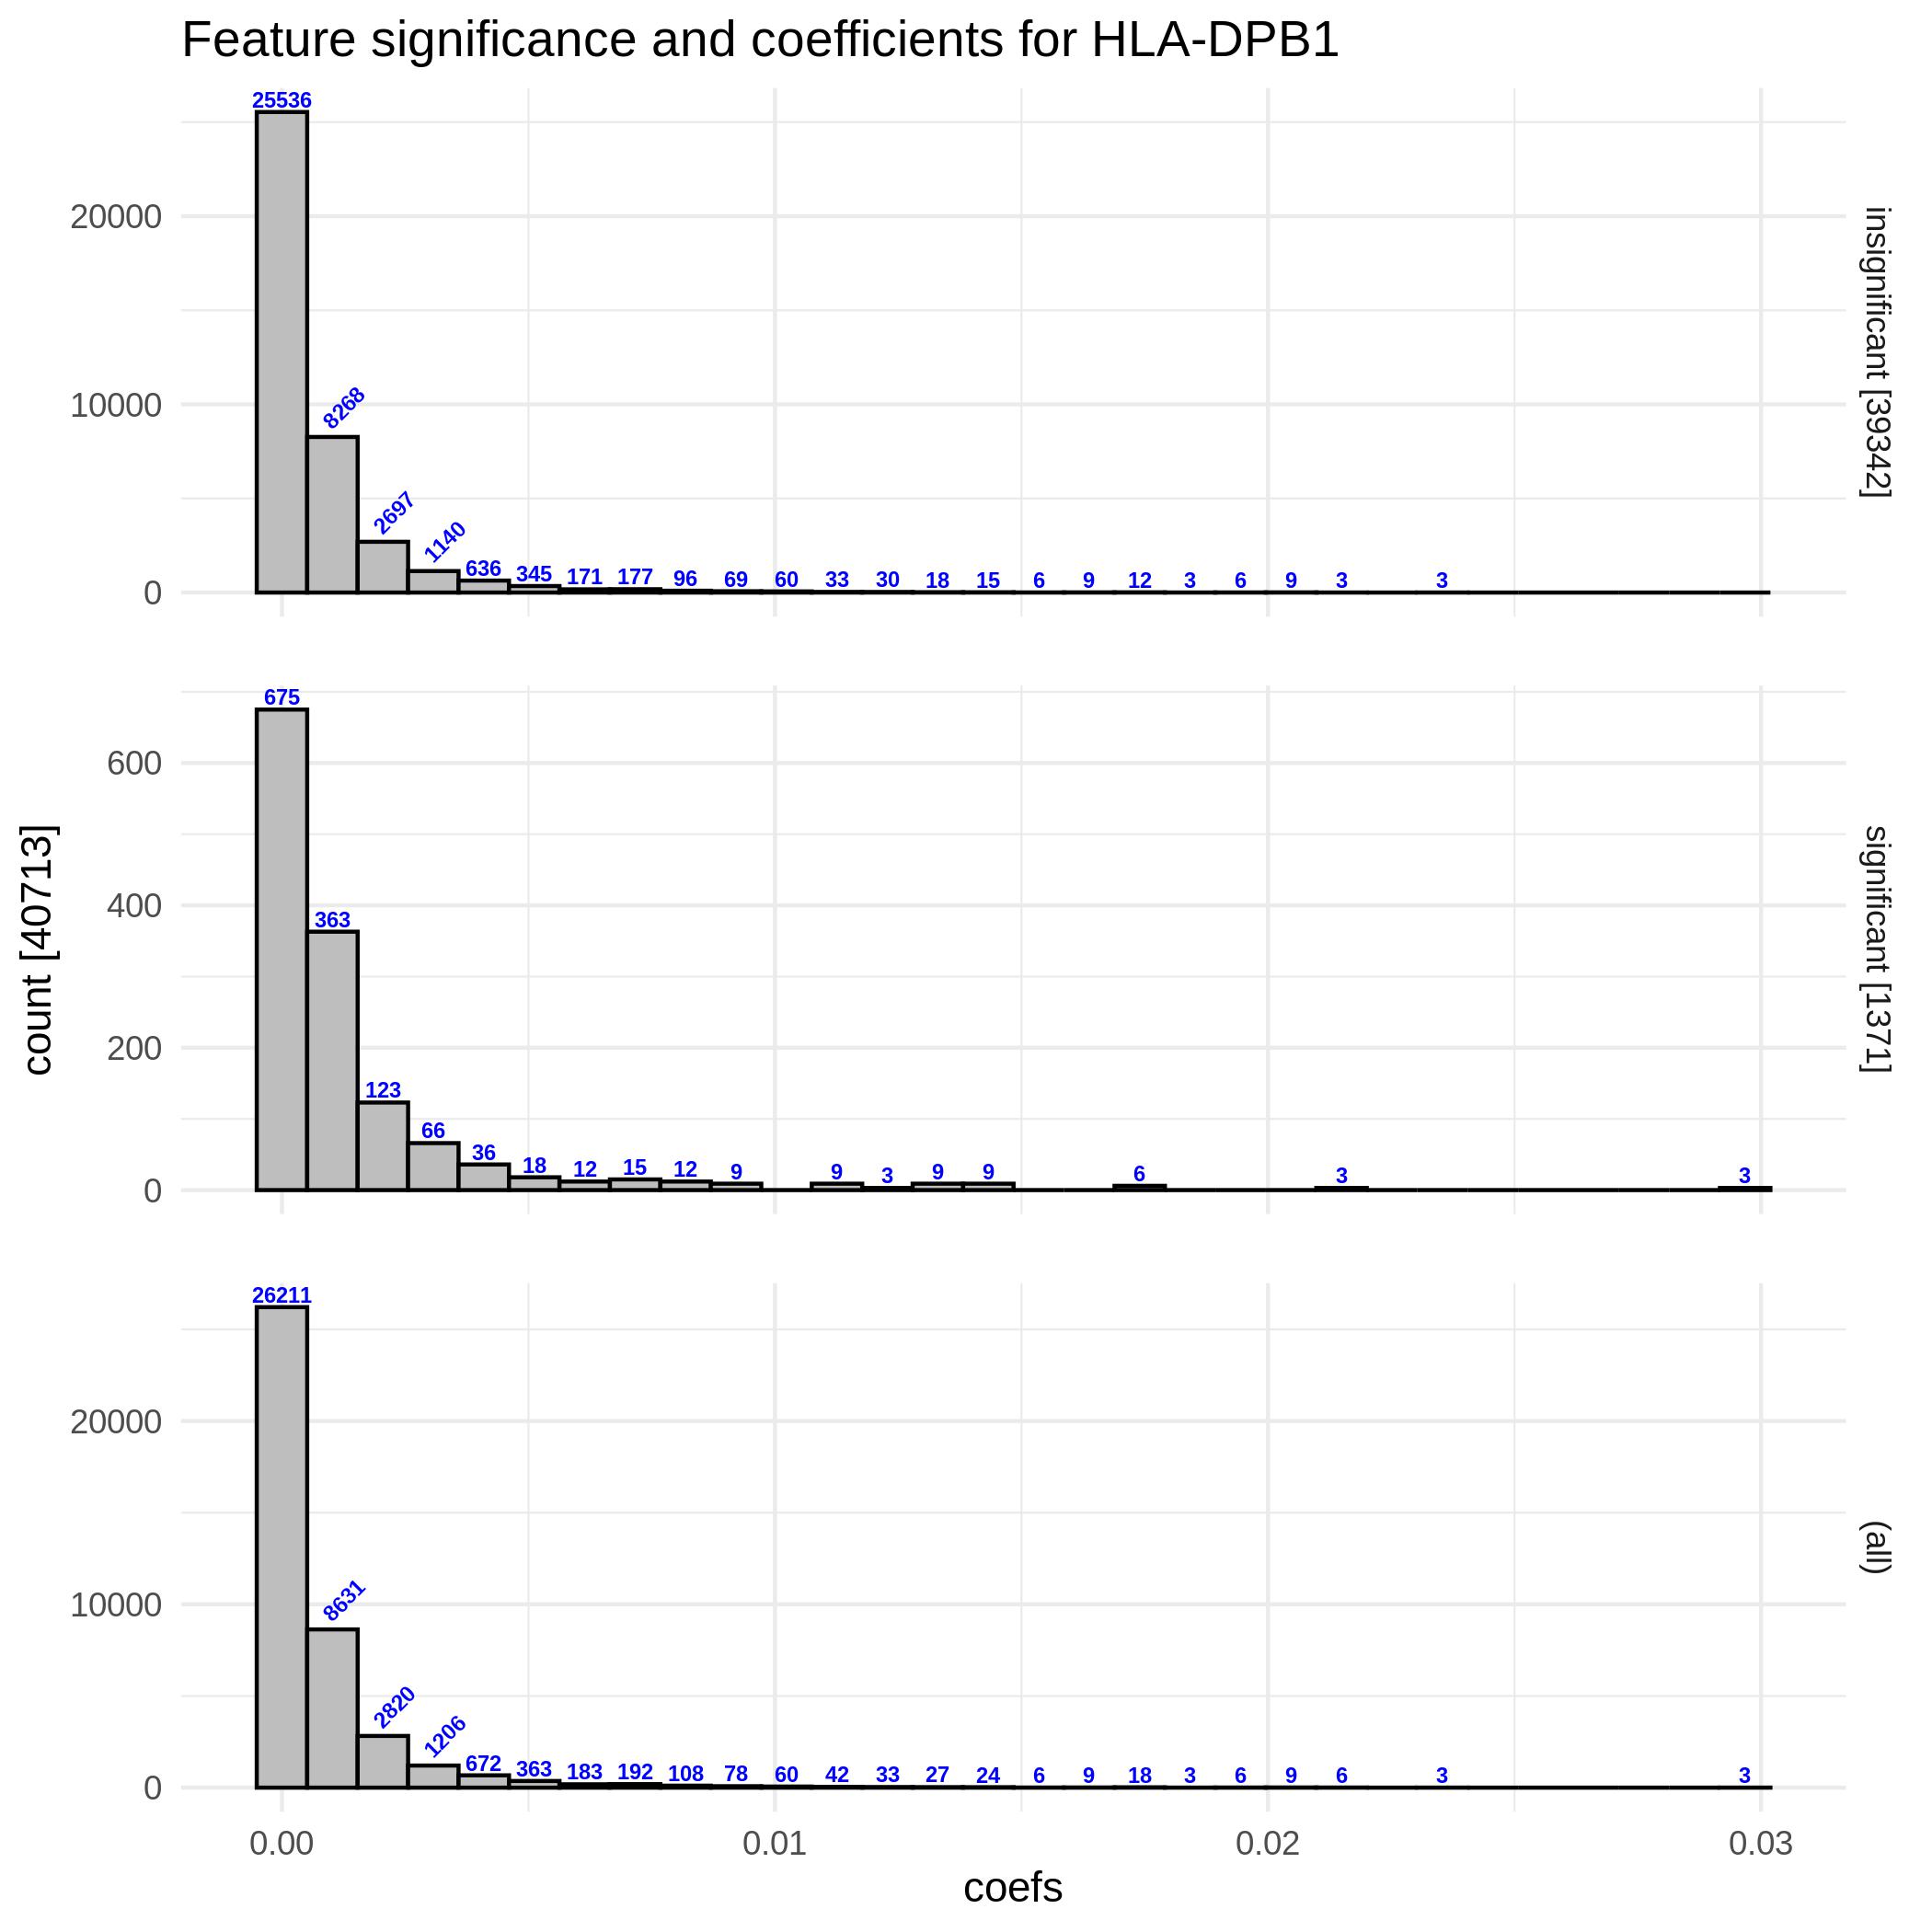 Feature significance and coefficients for HLA-DPB1
count [40713]
25536
8268
2697
1140
636 345 171 177 96 69 60 33 30 18 15 6 9 12 3 6 9 3 3
20000
10000
0
insignificant [39342]
675
363
123
66
36 18 12 15 12 9 9 3 9 9 6 3 3
600
400
200
0
significant [1371]
26211
8631
2820
1206
672 363 183 192 108 78 60 42 33 27 24 6 9 18 3 6 9 6 3 3
20000
10000
0
(all)
0.00 0.01 0.02 0.03
coefs